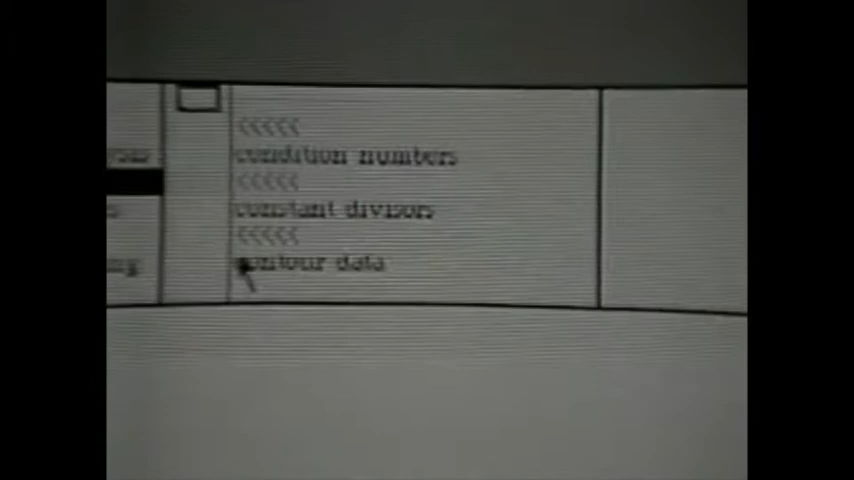 <<<<<
condition numbers
<<<<<
constant divisors
<<<<<
contour data